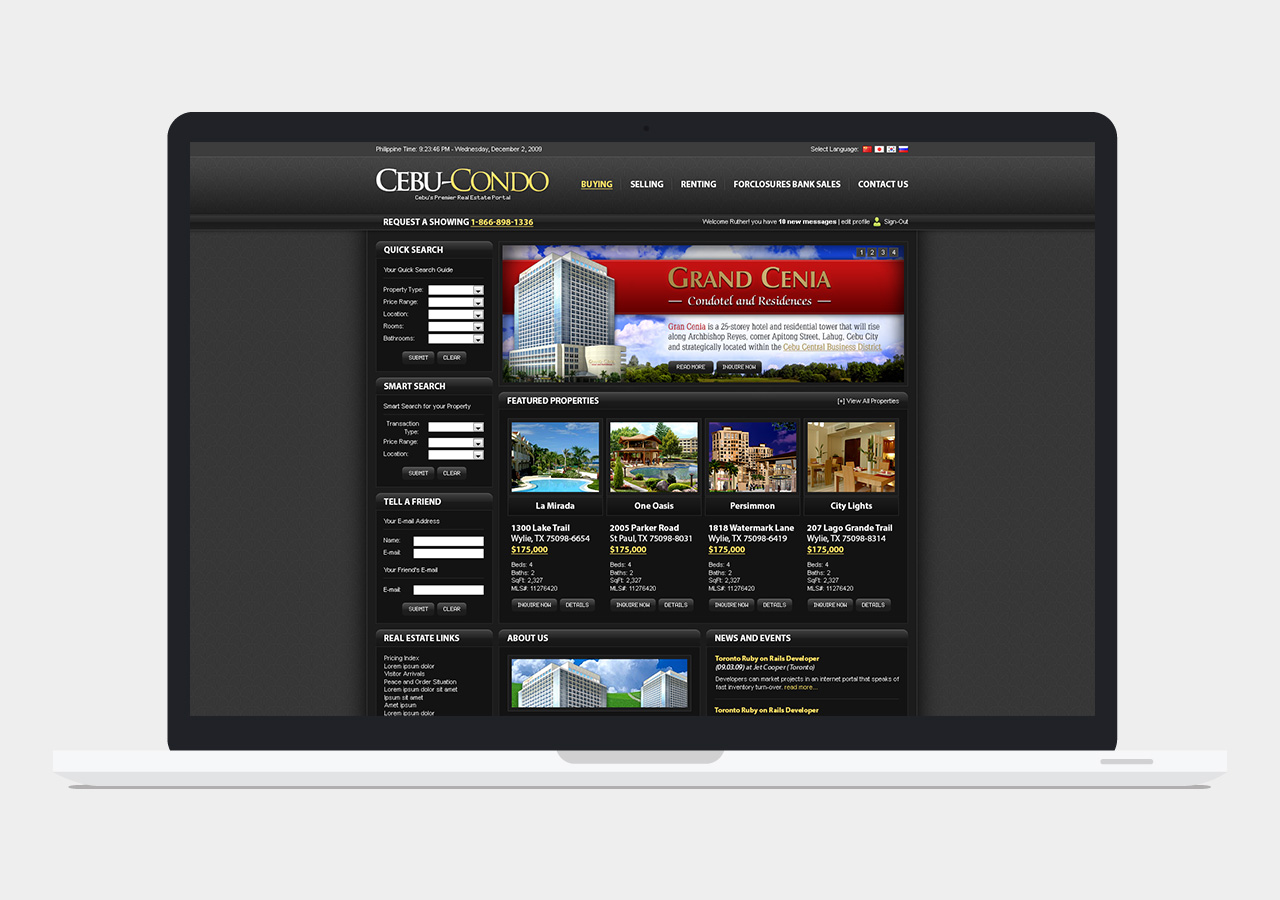 Philippine Time: 9:23:46 PM - Wednesday, December 2, 2009
Select Language:
CEBU-CONDO
Cebu's Premier Real Estate Portal
BUYING
SELLING
RENTING
FORCLOSURES BANK SALES
CONTACT US
REQUEST A SHOWING 1-866-898-1336
Welcome Ruther! you have 10 new messages | edit profile Sign-Out
QUICK SEARCH
Your Quick Search Guide
Property Type:
Price Range:
Location:
Rooms:
Bathrooms:
SUBMIT CLEAR
SMART SEARCH
Smart Search for your Property
Transaction
Type:
Price Range:
Location:
SUBMIT CLEAR
TELL A FRIEND
Your E-mail Address
Name:
E-mail:
Your Friend's E-mail
E-mail:
SUBMIT CLEAR
REAL ESTATE LINKS
Pricing Index
Lorem ipsum dolor
Visitor Arrivals
Peace and Order Situation
Lorem ipsum dolor sit amet
Ipsum sit amet
Amet ipsum
Lorem ipsum dolor
1 2 3 4
GRAND CENIA
— Condotel and Residences —
Gran Cenia is a 25-storey hotel and residential tower that will rise
along Archbishop Reyes, corner Apitong Street, Lahug, Cebu City
and strategically located within the Cebu Central Business District.
READ MORE INQUIRE NOW
FEATURED PROPERTIES
[+] View All Properties
La Mirada
1300 Lake Trail
Wylie, TX 75098-6654
$175,000
Beds: 4
Baths: 2
SqFt: 2,327
MLS#: 11276420
INQUIRE NOW DETAILS
One Oasis
2005 Parker Road
St Paul, TX 75098-8031
$175,000
Beds: 4
Baths: 2
SqFt: 2,327
MLS#: 11276420
INQUIRE NOW DETAILS
Persimmon
1818 Watermark Lane
Wylie, TX 75098-6419
$175,000
Beds: 4
Baths: 2
SqFt: 2,327
MLS#: 11276420
INQUIRE NOW DETAILS
City Lights
207 Lago Grande Trail
Wylie, TX 75098-8314
$175,000
Beds: 4
Baths: 2
SqFt: 2,327
MLS#: 11276420
INQUIRE NOW DETAILS
ABOUT US
NEWS AND EVENTS
Toronto Ruby on Rails Developer
(09.03.09) at Jet Cooper (Toronto)
Developers can market projects in an internet portal that speaks of
fast inventory turn-over. read more...
Toronto Ruby on Rails Developer